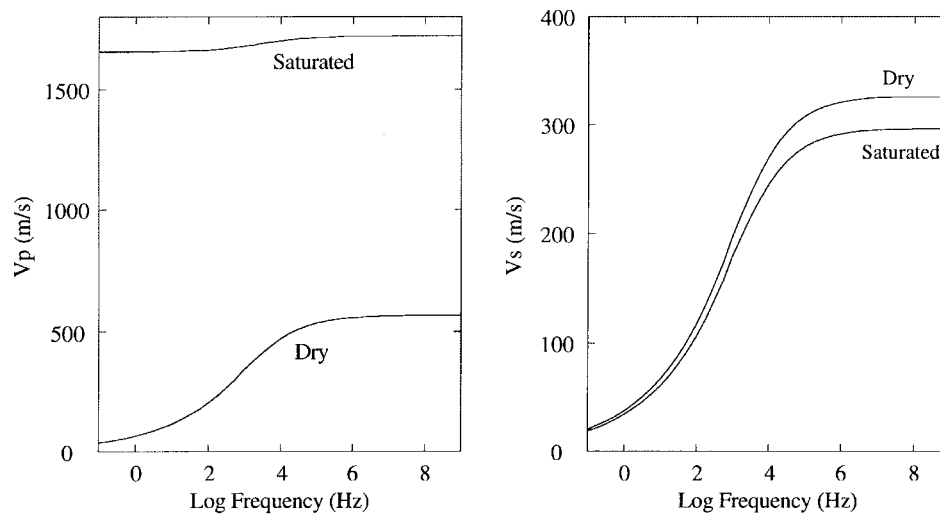 1500
1000
500
0
Vp (m/s)
Saturated
Dry
0 2 4 6 8
Log Frequency (Hz)
400
300
200
100
0
Vs (m/s)
Dry
Saturated
0 2 4 6 8
Log Frequency (Hz)